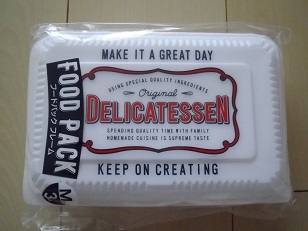 MAKE IT A GREAT DAY
USING SPECIAL QUALITY INGREDIENTS
Original
DELICATESSEN
SPENDING QUALITY TIME WITH FAMILY
HOMEMADE CUISINE IS SUPREME TASTE
KEEP ON CREATING
FOOD PACK
フードパックフレーム
M
3